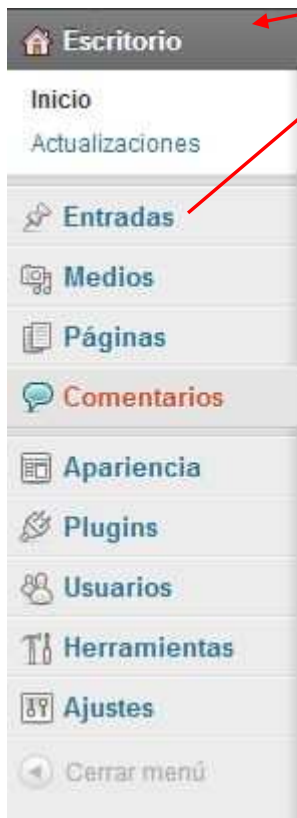 Escritorio
Inicio
Actualizaciones
Entradas
Medios
Páginas
Comentarios
Apariencia
Plugins
Usuarios
Herramientas
Ajustes
Cerrar menú